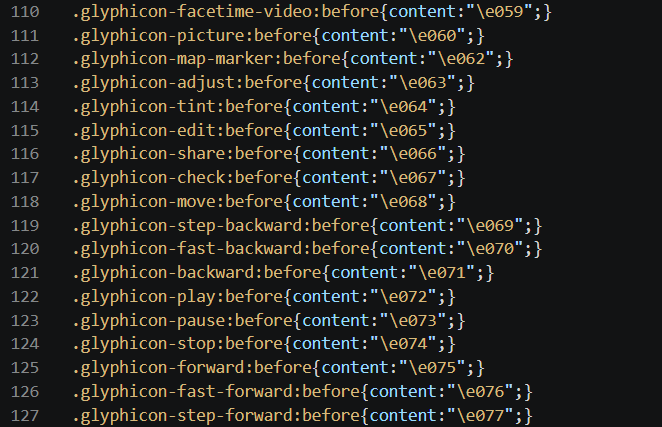 110 .glyphicon-facetime-video:before{content:"\e059";}
111 .glyphicon-picture:before{content:"\e060";}
112 .glyphicon-map-marker:before{content:"\e062";}
113 .glyphicon-adjust:before{content:"\e063";}
114 .glyphicon-tint:before{content:"\e064";}
115 .glyphicon-edit:before{content:"\e065";}
116 .glyphicon-share:before{content:"\e066";}
117 .glyphicon-check:before{content:"\e067";}
118 .glyphicon-move:before{content:"\e068";}
119 .glyphicon-step-backward:before{content:"\e069";}
120 .glyphicon-fast-backward:before{content:"\e070";}
121 .glyphicon-backward:before{content:"\e071";}
122 .glyphicon-play:before{content:"\e072";}
123 .glyphicon-pause:before{content:"\e073";}
124 .glyphicon-stop:before{content:"\e074";}
125 .glyphicon-forward:before{content:"\e075";}
126 .glyphicon-fast-forward:before{content:"\e076";}
127 .glyphicon-step-forward:before{content:"\e077";}